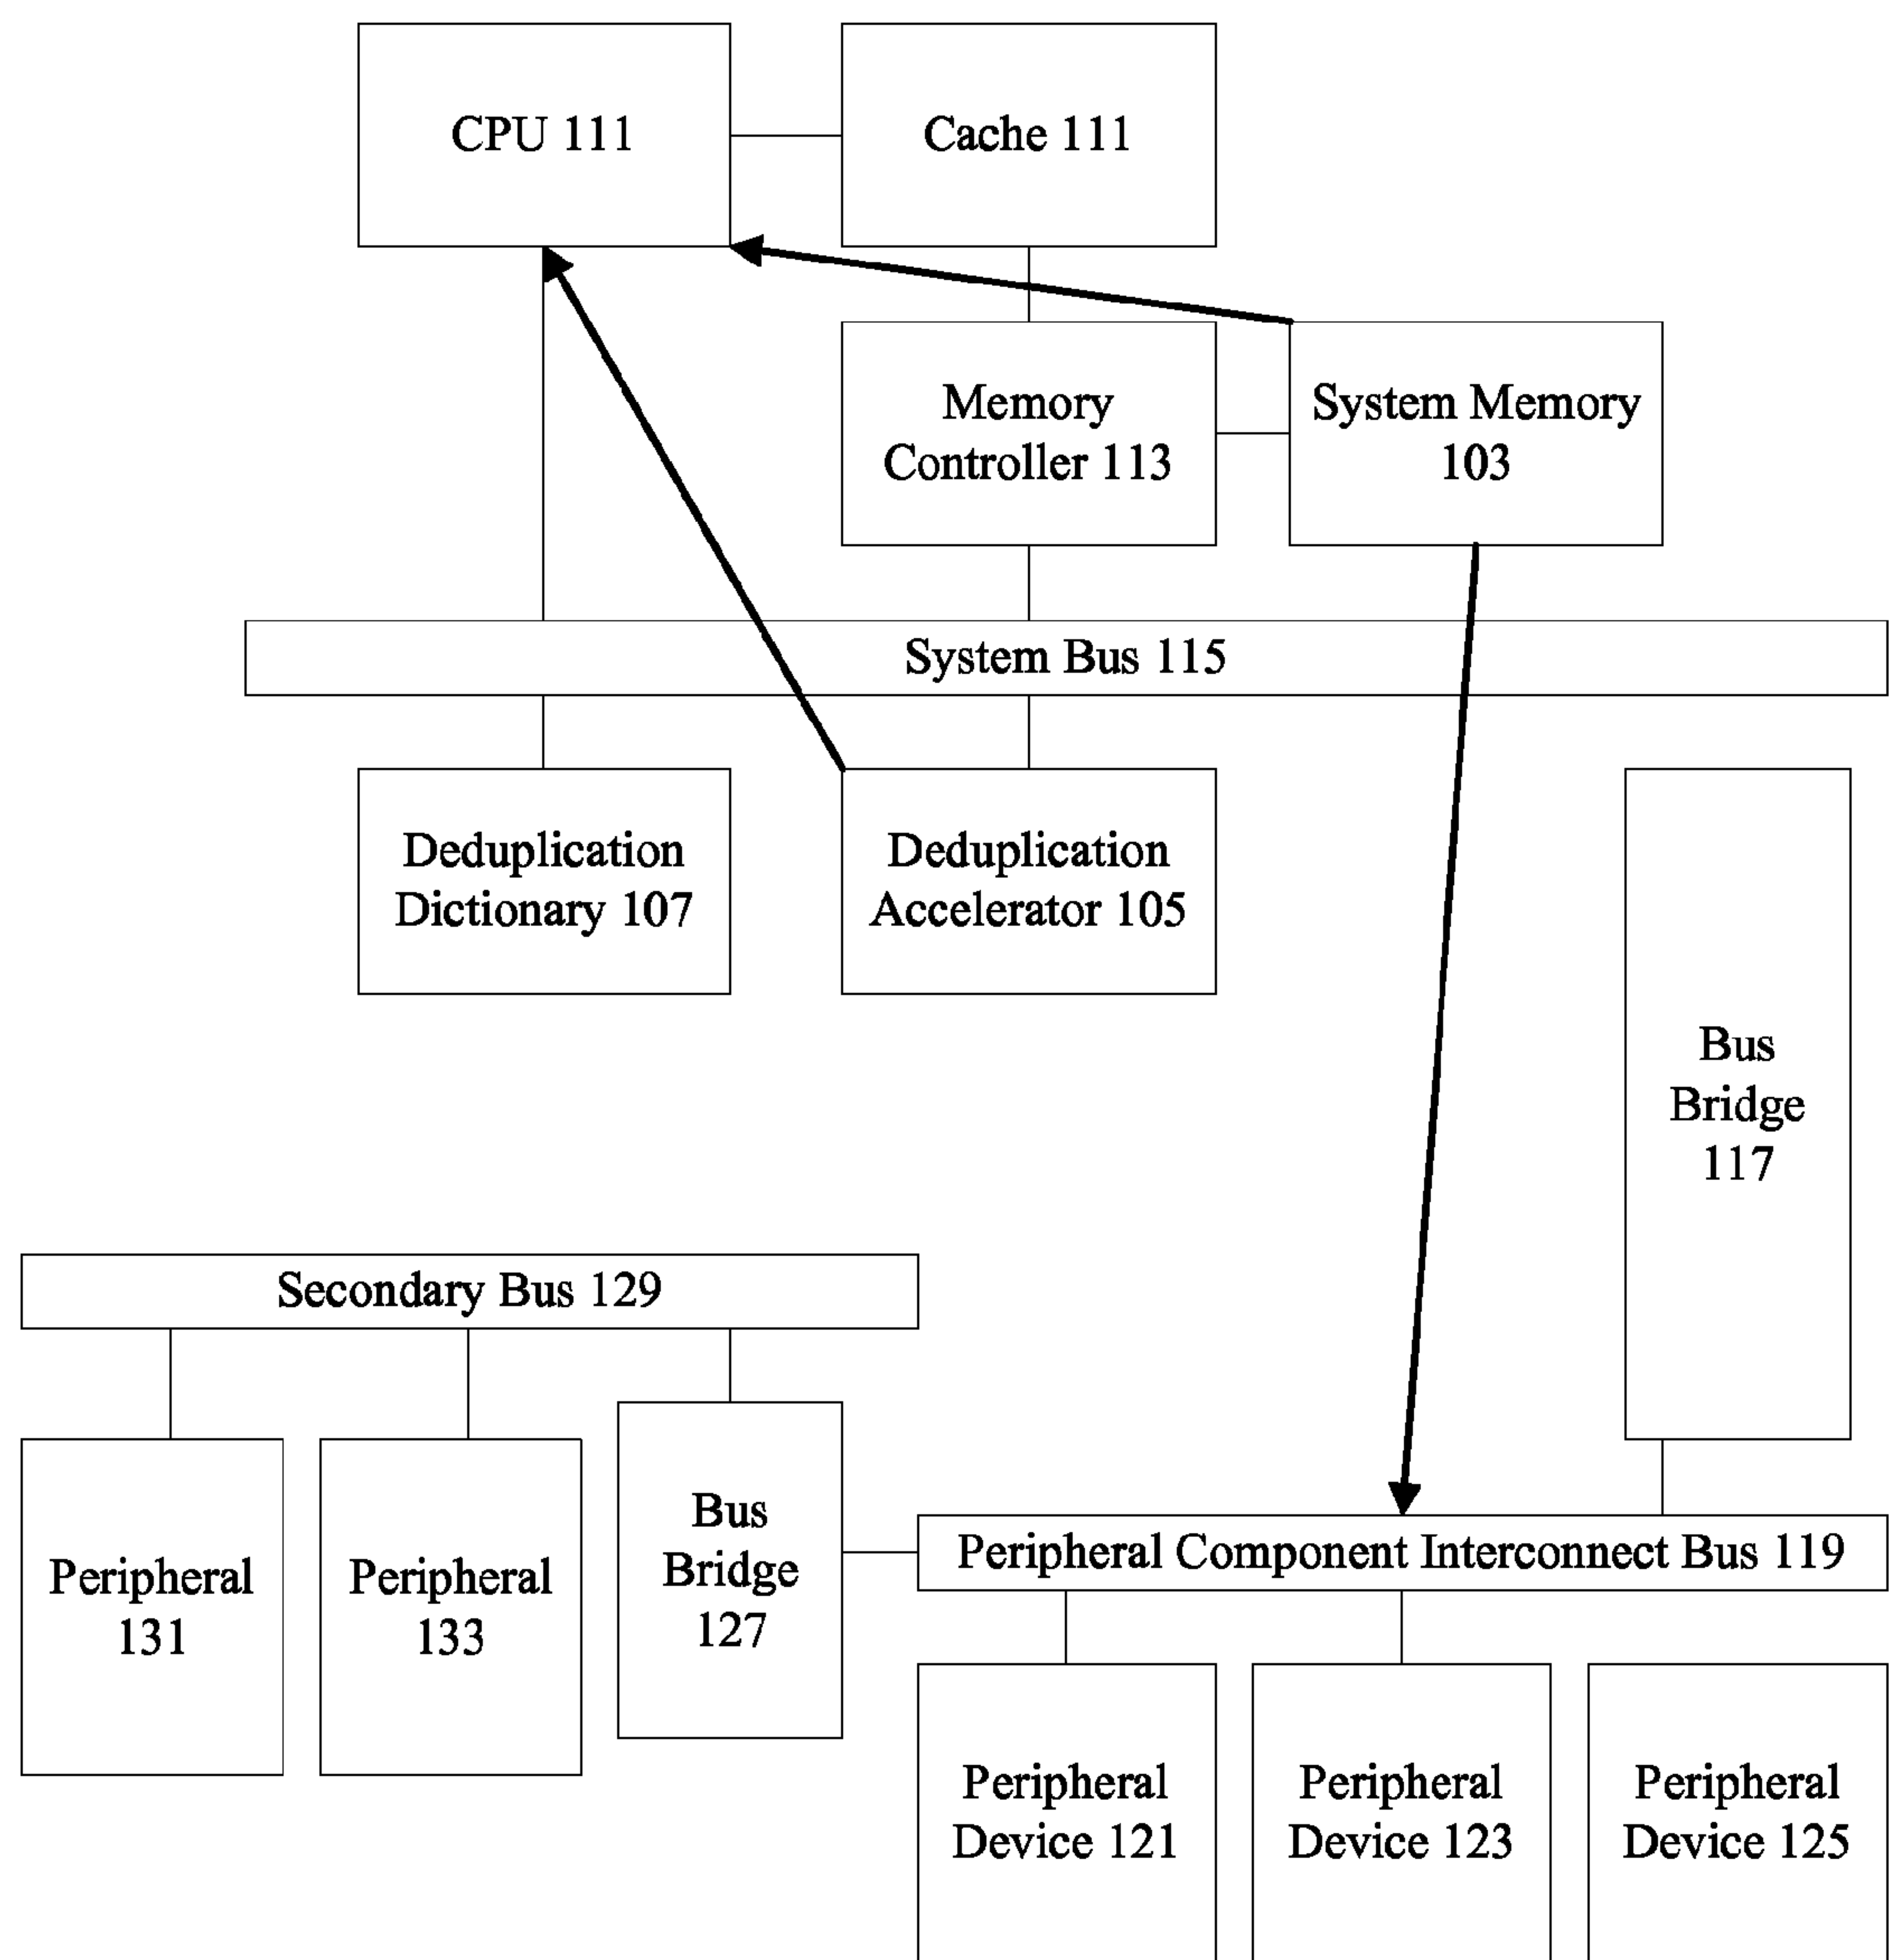 CPU 111
Cache 111
Memory
Controller 113
System Memory
103
System Bus 115
Deduplication
Dictionary 107
Deduplication
Accelerator 105
Bus
Bridge
117
Secondary Bus 129
Peripheral
131
Peripheral
133
Bus
Bridge
127
Peripheral Component Interconnect Bus 119
Peripheral
Device 121
Peripheral
Device 123
Peripheral
Device 125